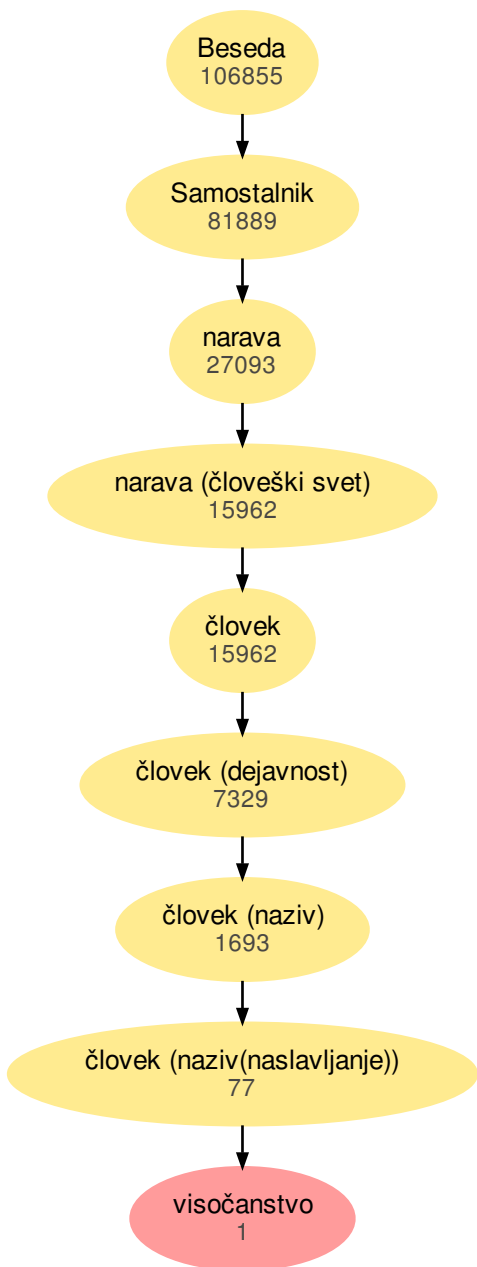 Beseda
106855
Samostalnik
81889
narava
27093
narava (človeški svet)
15962
človek
15962
človek (dejavnost)
7329
človek (naziv)
1693
človek (naziv(naslavljanje))
77
visočanstvo
1